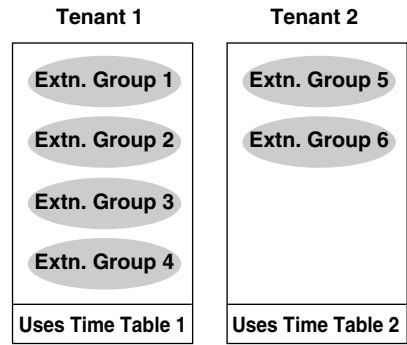 Tenant 1
Extn. Group 1
Extn. Group 2
Extn. Group 3
Extn. Group 4
Uses Time Table 1
Tenant 2
Extn. Group 5
Extn. Group 6
Uses Time Table 2